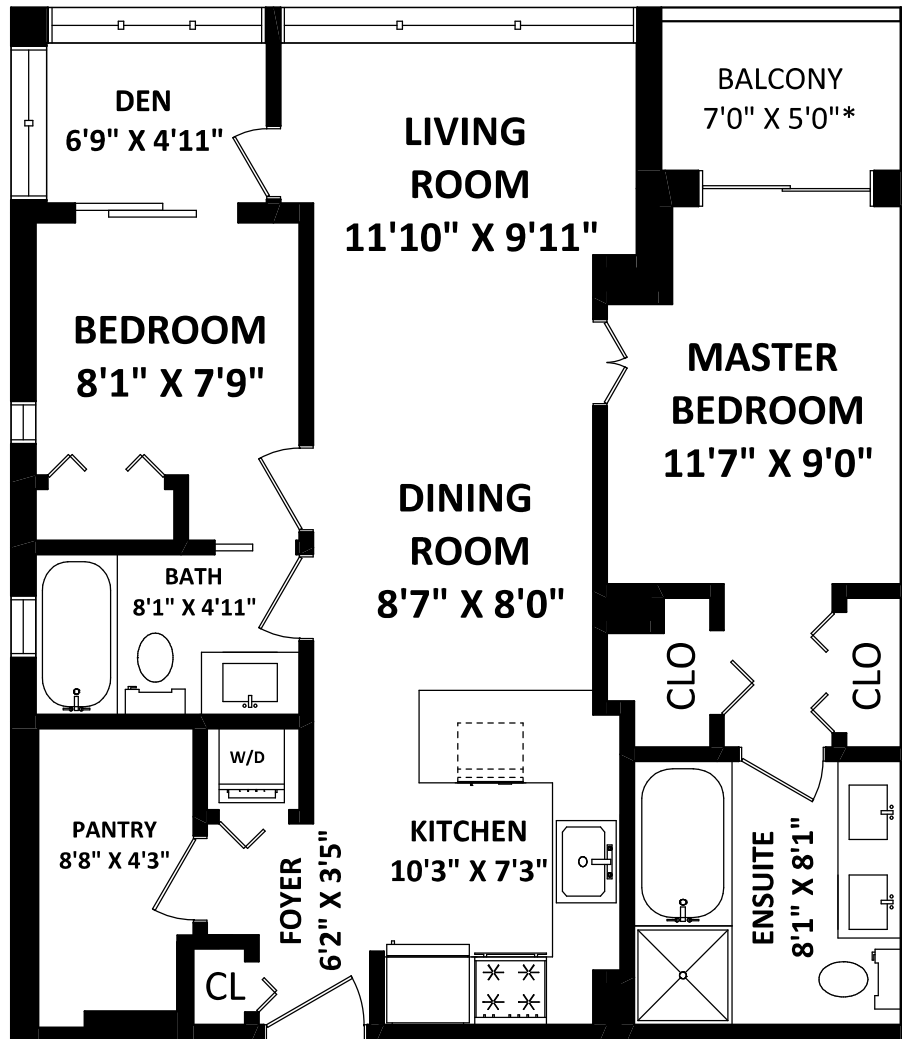 DEN
6'9" X 4'11"
LIVING
ROOM
11'10" X 9'11"
BALCONY
7'0" X 5'0"*
BEDROOM
8'1" X 7'9"
MASTER
BEDROOM
11'7" X 9'0"
DINING
ROOM
8'7" X 8'0"
BATH
8'1" X 4'11"
CLO
CLO
W/D
PANTRY
8'8" X 4'3"
FOYER
6'2" X 3'5"
KITCHEN
10'3" X 7'3"
ENSUITE
8'1" X 8'1"
CL